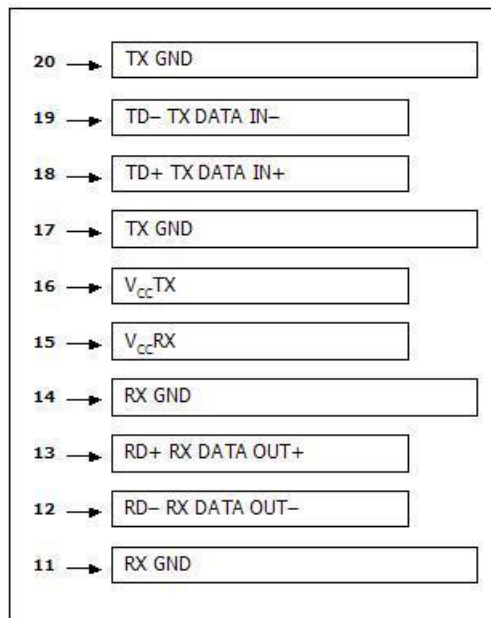 20 TX GND
19 TD– TX DATA IN–
18 TD+ TX DATA IN+
17 TX GND
16 VCCTX
15 VCCRX
14 RX GND
13 RD+ RX DATA OUT+
12 RD– RX DATA OUT–
11 RX GND